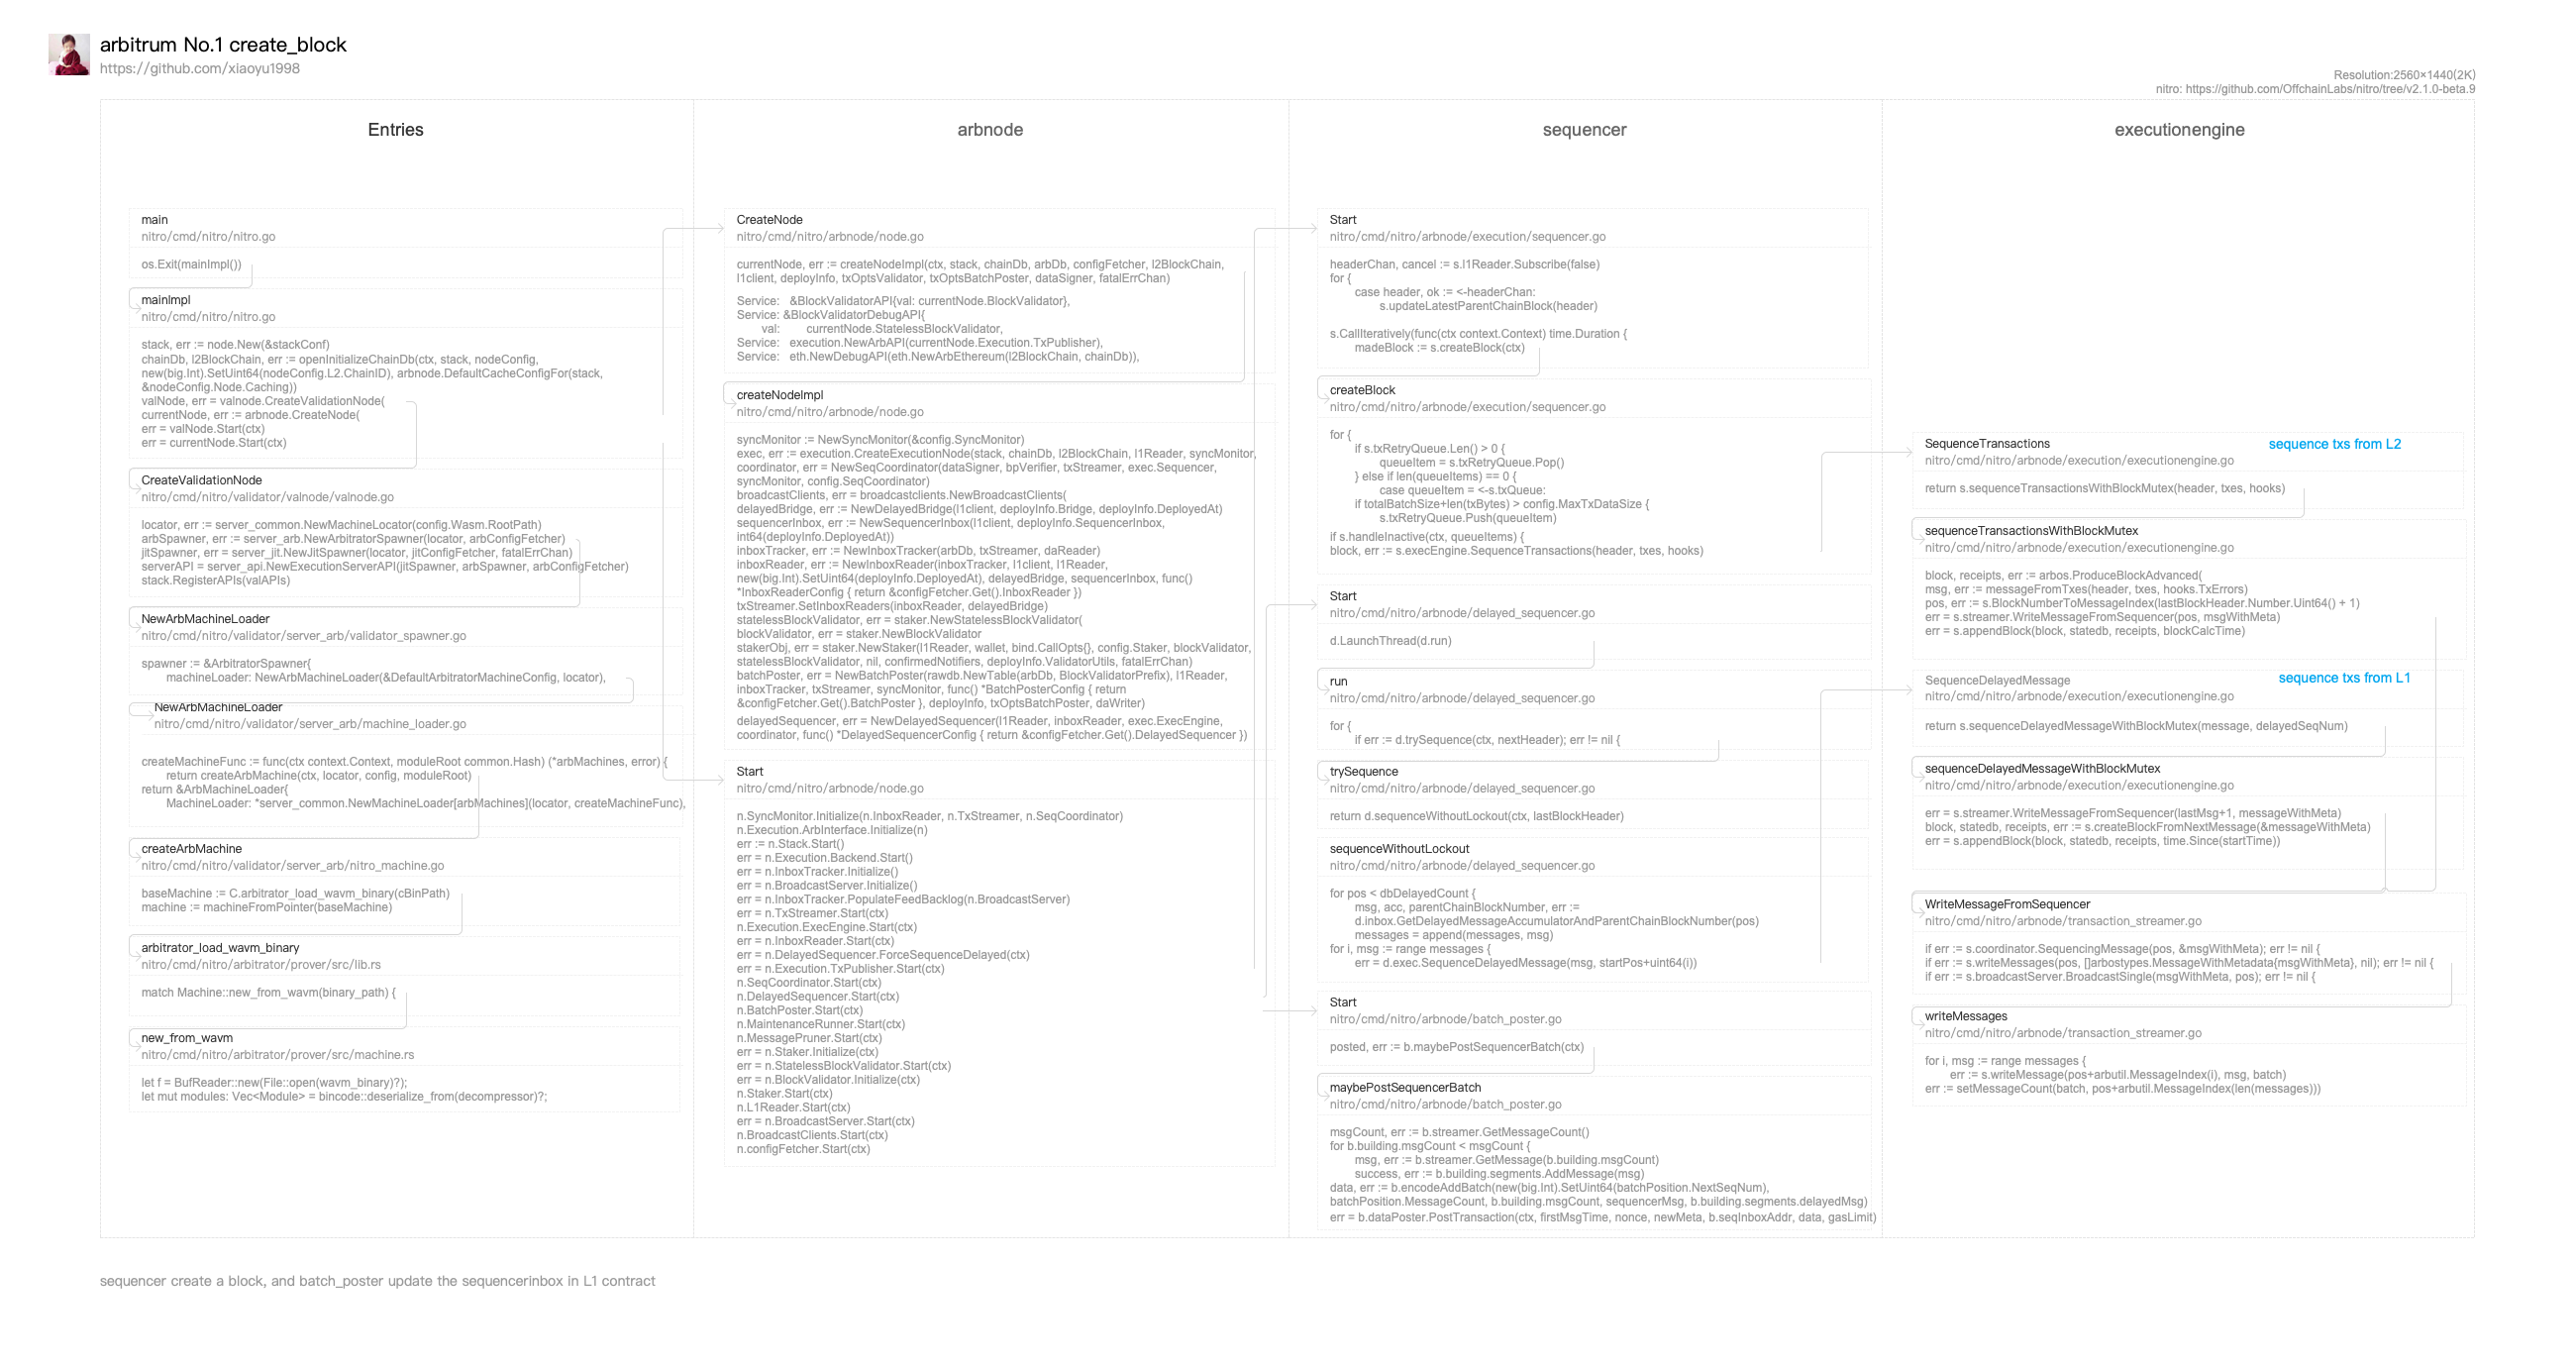 arbitrum No.1 create_block
https://github.com/xiaoyu1998
Resolution:2560×1440(2K)
nitro: https://github.com/OffchainLabs/nitro/tree/v2.1.0-beta.9
Entries
main
nitro/cmd/nitro/nitro.go
os.Exit(mainImpl())
mainImpl
nitro/cmd/nitro/nitro.go
stack, err := node.New(&stackConf)
chainDb, l2BlockChain, err := openInitializeChainDb(ctx, stack, nodeConfig,
new(big.Int).SetUint64(nodeConfig.L2.ChainID), arbnode.DefaultCacheConfigFor(stack,
&nodeConfig.Node.Caching))
valNode, err = valnode.CreateValidationNode(
currentNode, err := arbnode.CreateNode(
err = valNode.Start(ctx)
err = currentNode.Start(ctx)
CreateValidationNode
nitro/cmd/nitro/validator/valnode/valnode.go
locator, err := server_common.NewMachineLocator(config.Wasm.RootPath)
arbSpawner, err := server_arb.NewArbitratorSpawner(locator, arbConfigFetcher)
jitSpawner, err = server_jit.NewJitSpawner(locator, jitConfigFetcher, fatalErrChan)
serverAPI = server_api.NewExecutionServerAPI(jitSpawner, arbSpawner, arbConfigFetcher)
stack.RegisterAPIs(valAPIs)
NewArbMachineLoader
nitro/cmd/nitro/validator/server_arb/validator_spawner.go
spawner := &ArbitratorSpawner{
machineLoader: NewArbMachineLoader(&DefaultArbitratorMachineConfig, locator),
NewArbMachineLoader
nitro/cmd/nitro/validator/server_arb/machine_loader.go
createMachineFunc := func(ctx context.Context, moduleRoot common.Hash) (*arbMachines, error) {
return createArbMachine(ctx, locator, config, moduleRoot)
return &ArbMachineLoader{
MachineLoader: *server_common.NewMachineLoader[arbMachines](locator, createMachineFunc),
createArbMachine
nitro/cmd/nitro/validator/server_arb/nitro_machine.go
baseMachine := C.arbitrator_load_wavm_binary(cBinPath)
machine := machineFromPointer(baseMachine)
arbitrator_load_wavm_binary
nitro/cmd/nitro/arbitrator/prover/src/lib.rs
match Machine::new_from_wavm(binary_path) {
new_from_wavm
nitro/cmd/nitro/arbitrator/prover/src/machine.rs
let f = BufReader::new(File::open(wavm_binary)?);
let mut modules: Vec<Module> = bincode::deserialize_from(decompressor)?;
arbnode
CreateNode
nitro/cmd/nitro/arbnode/node.go
currentNode, err := createNodeImpl(ctx, stack, chainDb, arbDb, configFetcher, l2BlockChain,
l1client, deployInfo, txOptsValidator, txOptsBatchPoster, dataSigner, fatalErrChan)
Service: &BlockValidatorAPI{val: currentNode.BlockValidator},
Service: &BlockValidatorDebugAPI{
val: currentNode.StatelessBlockValidator,
Service: execution.NewArbAPI(currentNode.Execution.TxPublisher),
Service: eth.NewDebugAPI(eth.NewArbEthereum(l2BlockChain, chainDb)),
createNodeImpl
nitro/cmd/nitro/arbnode/node.go
syncMonitor := NewSyncMonitor(&config.SyncMonitor)
exec, err := execution.CreateExecutionNode(stack, chainDb, l2BlockChain, l1Reader, syncMonitor,
coordinator, err = NewSeqCoordinator(dataSigner, bpVerifier, txStreamer, exec.Sequencer,
syncMonitor, config.SeqCoordinator)
broadcastClients, err = broadcastclients.NewBroadcastClients(
delayedBridge, err := NewDelayedBridge(l1client, deployInfo.Bridge, deployInfo.DeployedAt)
sequencerInbox, err := NewSequencerInbox(l1client, deployInfo.SequencerInbox,
int64(deployInfo.DeployedAt))
inboxTracker, err := NewInboxTracker(arbDb, txStreamer, daReader)
inboxReader, err := NewInboxReader(inboxTracker, l1client, l1Reader,
new(big.Int).SetUint64(deployInfo.DeployedAt), delayedBridge, sequencerInbox, func()
*InboxReaderConfig { return &configFetcher.Get().InboxReader })
txStreamer.SetInboxReaders(inboxReader, delayedBridge)
statelessBlockValidator, err = staker.NewStatelessBlockValidator(
blockValidator, err = staker.NewBlockValidator
stakerObj, err = staker.NewStaker(l1Reader, wallet, bind.CallOpts{}, config.Staker, blockValidator,
statelessBlockValidator, nil, confirmedNotifiers, deployInfo.ValidatorUtils, fatalErrChan)
batchPoster, err = NewBatchPoster(rawdb.NewTable(arbDb, BlockValidatorPrefix), l1Reader,
inboxTracker, txStreamer, syncMonitor, func() *BatchPosterConfig { return
&configFetcher.Get().BatchPoster }, deployInfo, txOptsBatchPoster, daWriter)
delayedSequencer, err = NewDelayedSequencer(l1Reader, inboxReader, exec.ExecEngine,
coordinator, func() *DelayedSequencerConfig { return &configFetcher.Get().DelayedSequencer })
Start
nitro/cmd/nitro/arbnode/node.go
n.SyncMonitor.Initialize(n.InboxReader, n.TxStreamer, n.SeqCoordinator)
n.Execution.ArbInterface.Initialize(n)
err := n.Stack.Start()
err = n.Execution.Backend.Start()
err = n.InboxTracker.Initialize()
err = n.BroadcastServer.Initialize()
err = n.InboxTracker.PopulateFeedBacklog(n.BroadcastServer)
err = n.TxStreamer.Start(ctx)
n.Execution.ExecEngine.Start(ctx)
err = n.InboxReader.Start(ctx)
err = n.DelayedSequencer.ForceSequenceDelayed(ctx)
err = n.Execution.TxPublisher.Start(ctx)
n.SeqCoordinator.Start(ctx)
n.DelayedSequencer.Start(ctx)
n.BatchPoster.Start(ctx)
n.MaintenanceRunner.Start(ctx)
n.MessagePruner.Start(ctx)
err = n.Staker.Initialize(ctx)
err = n.StatelessBlockValidator.Start(ctx)
err = n.BlockValidator.Initialize(ctx)
n.Staker.Start(ctx)
n.L1Reader.Start(ctx)
err = n.BroadcastServer.Start(ctx)
n.BroadcastClients.Start(ctx)
n.configFetcher.Start(ctx)
sequencer
Start
nitro/cmd/nitro/arbnode/execution/sequencer.go
headerChan, cancel := s.l1Reader.Subscribe(false)
for {
case header, ok := <-headerChan:
s.updateLatestParentChainBlock(header)
s.CallIteratively(func(ctx context.Context) time.Duration {
madeBlock := s.createBlock(ctx)
createBlock
nitro/cmd/nitro/arbnode/execution/sequencer.go
for {
if s.txRetryQueue.Len() > 0 {
queueItem = s.txRetryQueue.Pop()
} else if len(queueItems) == 0 {
case queueItem = <-s.txQueue:
if totalBatchSize+len(txBytes) > config.MaxTxDataSize {
s.txRetryQueue.Push(queueItem)
if s.handleInactive(ctx, queueItems) {
block, err := s.execEngine.SequenceTransactions(header, txes, hooks)
Start
nitro/cmd/nitro/arbnode/delayed_sequencer.go
d.LaunchThread(d.run)
run
nitro/cmd/nitro/arbnode/delayed_sequencer.go
for {
if err := d.trySequence(ctx, nextHeader); err != nil {
trySequence
nitro/cmd/nitro/arbnode/delayed_sequencer.go
return d.sequenceWithoutLockout(ctx, lastBlockHeader)
sequenceWithoutLockout
nitro/cmd/nitro/arbnode/delayed_sequencer.go
for pos < dbDelayedCount {
msg, acc, parentChainBlockNumber, err :=
d.inbox.GetDelayedMessageAccumulatorAndParentChainBlockNumber(pos)
messages = append(messages, msg)
for i, msg := range messages {
err = d.exec.SequenceDelayedMessage(msg, startPos+uint64(i))
Start
nitro/cmd/nitro/arbnode/batch_poster.go
posted, err := b.maybePostSequencerBatch(ctx)
maybePostSequencerBatch
nitro/cmd/nitro/arbnode/batch_poster.go
msgCount, err := b.streamer.GetMessageCount()
for b.building.msgCount < msgCount {
msg, err := b.streamer.GetMessage(b.building.msgCount)
success, err := b.building.segments.AddMessage(msg)
data, err := b.encodeAddBatch(new(big.Int).SetUint64(batchPosition.NextSeqNum),
batchPosition.MessageCount, b.building.msgCount, sequencerMsg, b.building.segments.delayedMsg)
err = b.dataPoster.PostTransaction(ctx, firstMsgTime, nonce, newMeta, b.seqInboxAddr, data, gasLimit)
executionengine
SequenceTransactions
sequence txs from L2
nitro/cmd/nitro/arbnode/execution/executionengine.go
return s.sequenceTransactionsWithBlockMutex(header, txes, hooks)
sequenceTransactionsWithBlockMutex
nitro/cmd/nitro/arbnode/execution/executionengine.go
block, receipts, err := arbos.ProduceBlockAdvanced(
msg, err := messageFromTxes(header, txes, hooks.TxErrors)
pos, err := s.BlockNumberToMessageIndex(lastBlockHeader.Number.Uint64() + 1)
err = s.streamer.WriteMessageFromSequencer(pos, msgWithMeta)
err = s.appendBlock(block, statedb, receipts, blockCalcTime)
SequenceDelayedMessage
sequence txs from L1
nitro/cmd/nitro/arbnode/execution/executionengine.go
return s.sequenceDelayedMessageWithBlockMutex(message, delayedSeqNum)
sequenceDelayedMessageWithBlockMutex
nitro/cmd/nitro/arbnode/execution/executionengine.go
err = s.streamer.WriteMessageFromSequencer(lastMsg+1, messageWithMeta)
block, statedb, receipts, err := s.createBlockFromNextMessage(&messageWithMeta)
err = s.appendBlock(block, statedb, receipts, time.Since(startTime))
WriteMessageFromSequencer
nitro/cmd/nitro/arbnode/transaction_streamer.go
if err := s.coordinator.SequencingMessage(pos, &msgWithMeta); err != nil {
if err := s.writeMessages(pos, []arbostypes.MessageWithMetadata{msgWithMeta}, nil); err != nil {
if err := s.broadcastServer.BroadcastSingle(msgWithMeta, pos); err != nil {
writeMessages
nitro/cmd/nitro/arbnode/transaction_streamer.go
for i, msg := range messages {
err := s.writeMessage(pos+arbutil.MessageIndex(i), msg, batch)
err := setMessageCount(batch, pos+arbutil.MessageIndex(len(messages)))
sequencer create a block, and batch_poster update the sequencerinbox in L1 contract